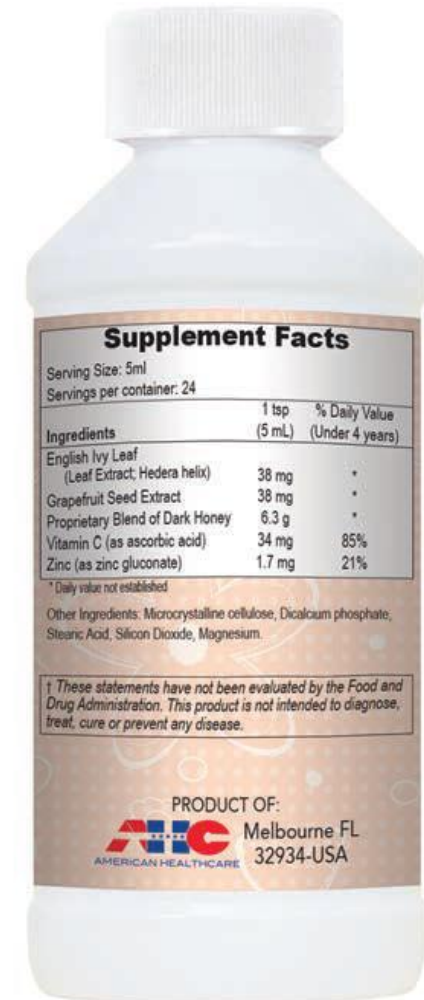 Supplement Facts
Serving Size: 5ml
Servings per container: 24
1 tsp % Daily Value
Ingredients (5 mL) (Under 4 years)
English Ivy Leaf
(Leaf Extract; Hedera helix) 38 mg *
Grapefruit Seed Extract 38 mg *
Proprietary Blend of Dark Honey 6.3 g *
Vitamin C (as ascorbic acid) 34 mg 85%
Zinc (as zinc gluconate) 1.7 mg 21%
* Daily value not established
Other Ingredients: Microcrystalline cellulose, Dicalcium phosphate,
Stearic Acid, Silicon Dioxide, Magnesium.
† These statements have not been evaluated by the Food and
Drug Administration. This product is not intended to diagnose,
treat, cure or prevent any disease.
PRODUCT OF:
AHC Melbourne FL
AMERICAN HEALTHCARE 32934-USA